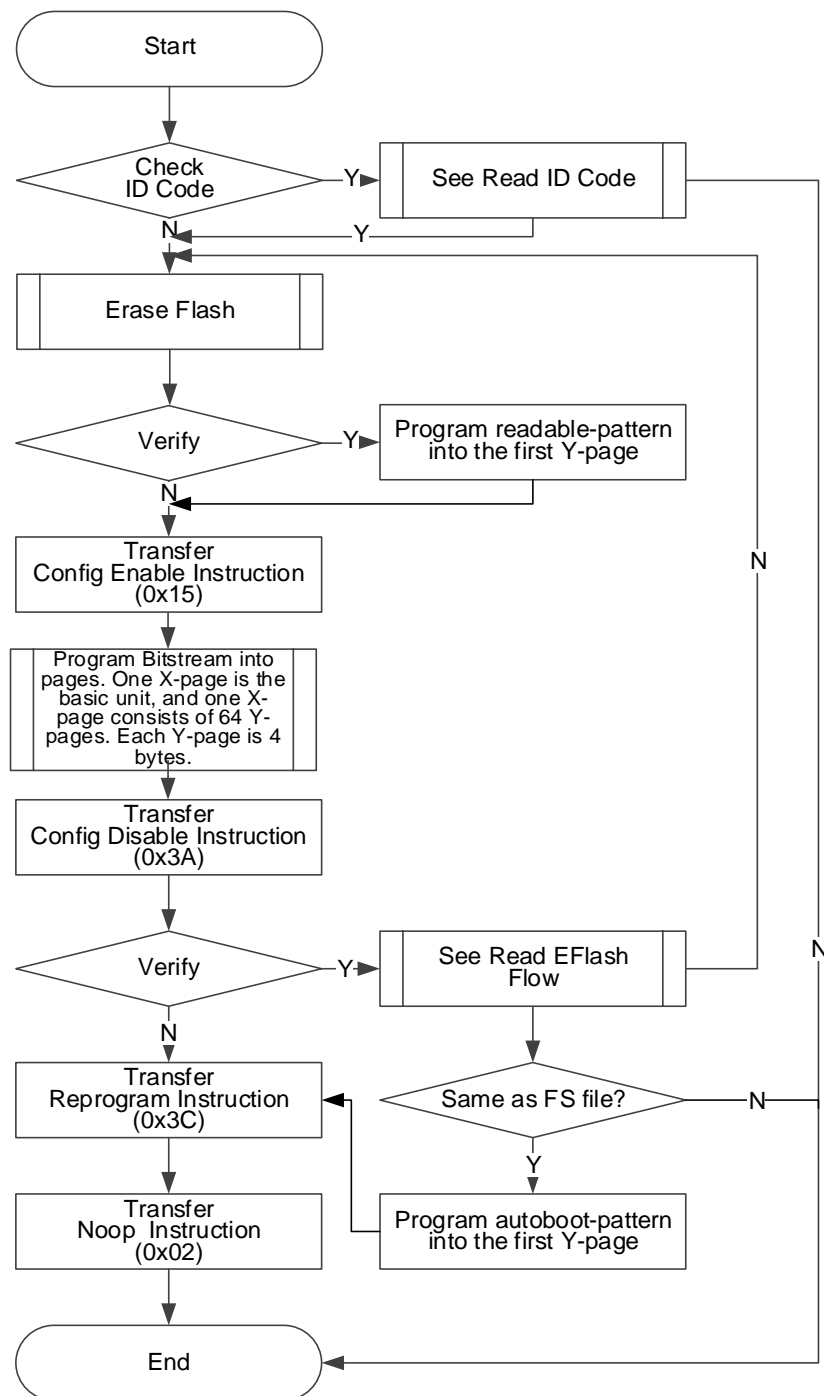 Start
Check
ID Code
Y
See Read ID Code
N
Y
Erase Flash
Verify
Y
Program readable-pattern
into the first Y-page
N
Transfer
Config Enable Instruction
(0x15)
N
Program Bitstream into
pages. One X-page is the
basic unit, and one X-
page consists of 64 Y-
pages. Each Y-page is 4
bytes.
Transfer
Config Disable Instruction
(0x3A)
Verify
Y
See Read EFlash
Flow
N
N
Transfer
Reprogram Instruction
(0x3C)
Same as FS file?
N
Y
Transfer
Noop Instruction
(0x02)
Program autoboot-pattern
into the first Y-page
End